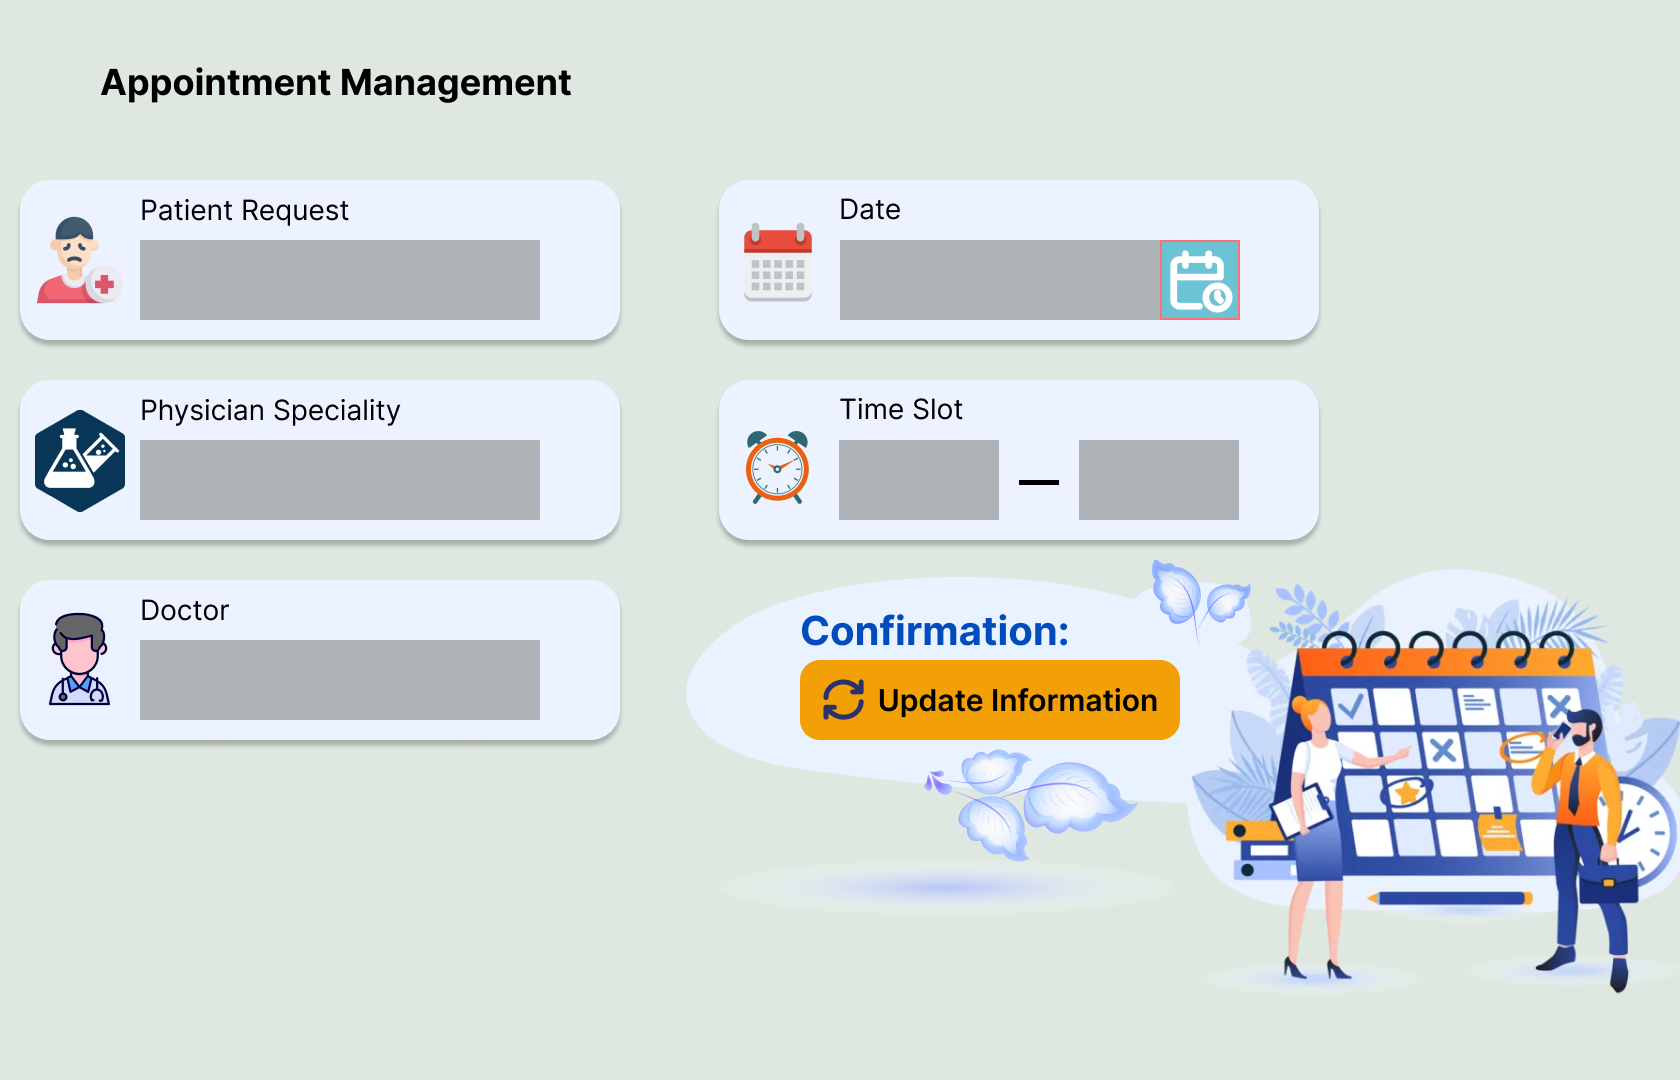 Appointment Management
Patient Request
Date
Physician Speciality
Time Slot
Doctor
Confirmation:
Update Information